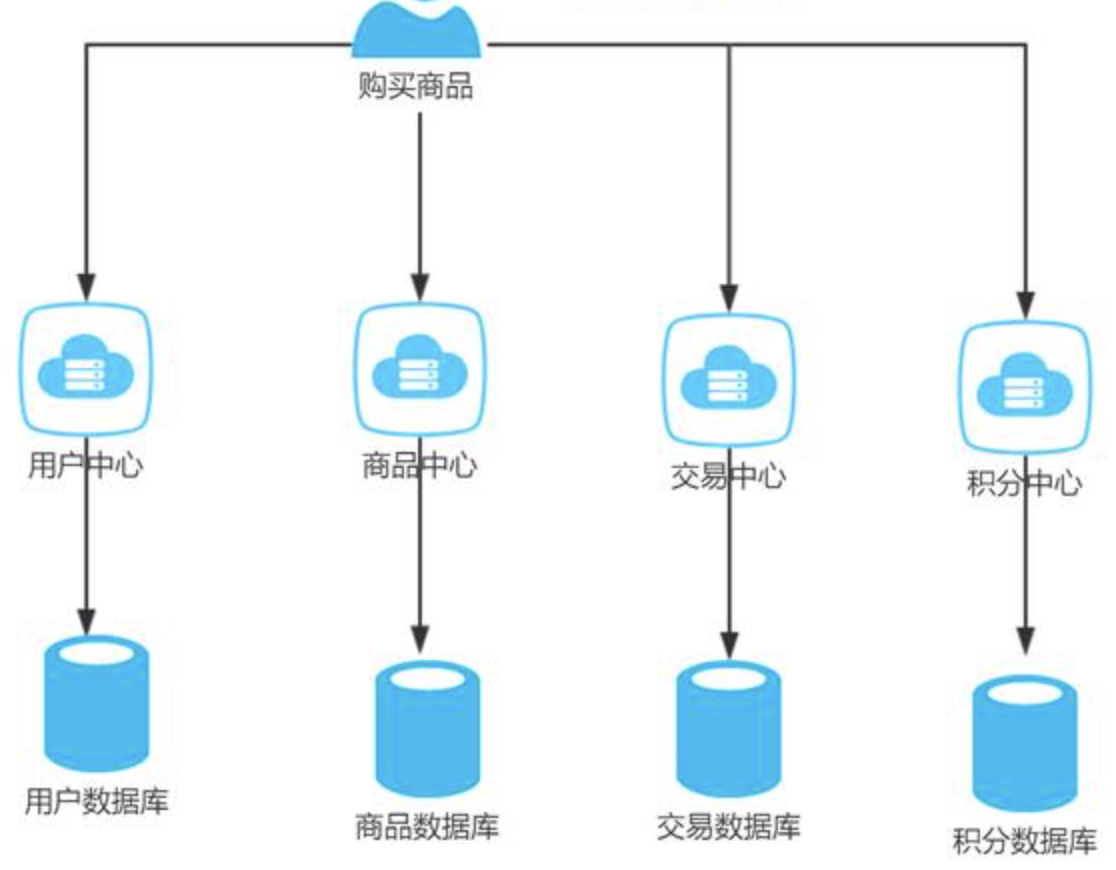 购买商品
用户中心
商品中心
交易中心
积分中心
用户数据库
商品数据库
交易数据库
积分数据库